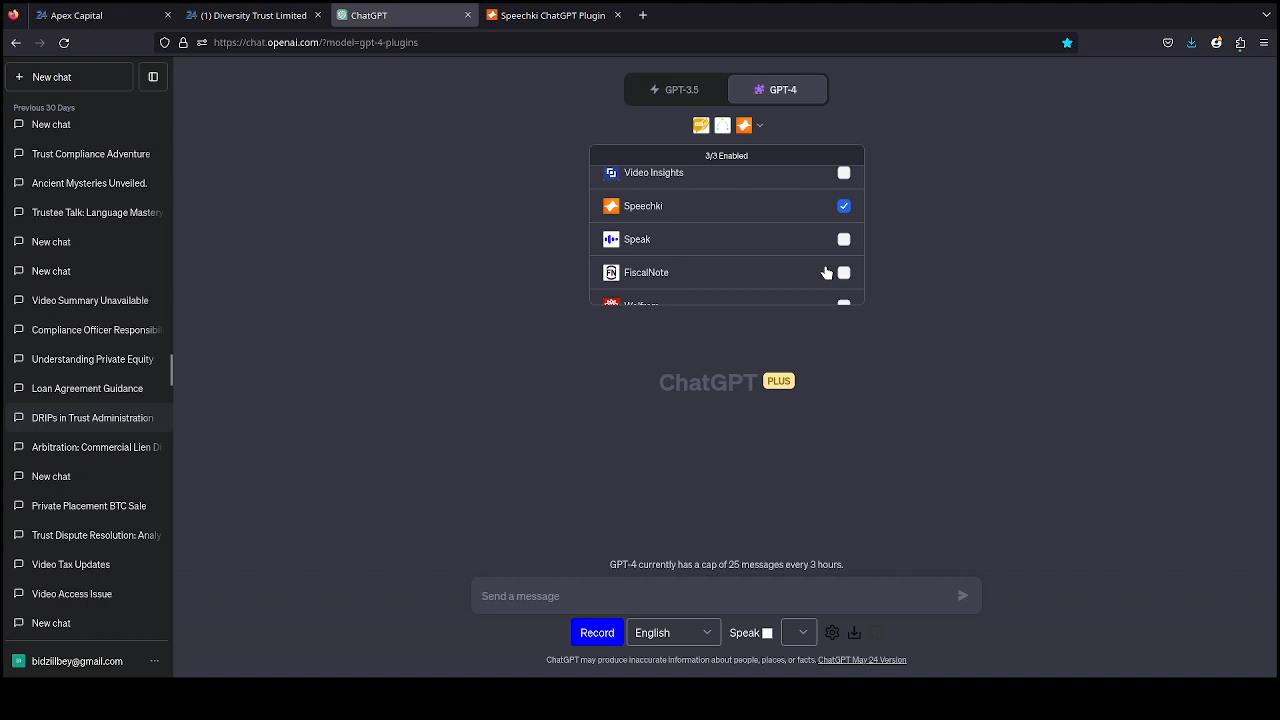 Apex Capital
(1) Diversity Trust Limited
ChatGPT
Speechki ChatGPT Plugin
https://chat.openai.com/?model=gpt-4-plugins
New chat
Previous 30 Days
New chat
Trust Compliance Adventure
Ancient Mysteries Unveiled.
Trustee Talk: Language Mastery
New chat
New chat
Video Summary Unavailable
Compliance Officer Responsibil
Understanding Private Equity
Loan Agreement Guidance
DRIPs in Trust Administration
Arbitration: Commercial Lien Di
New chat
Private Placement BTC Sale
Trust Dispute Resolution: Analy
Video Tax Updates
Video Access Issue
New chat
bidzillbey@gmail.com
GPT-3.5
GPT-4
3/3 Enabled
Video Insights
Speechki
Speak
FiscalNote
Wolfram
ChatGPT PLUS
GPT-4 currently has a cap of 25 messages every 3 hours.
Send a message
Record English Speak
ChatGPT may produce inaccurate information about people, places, or facts. ChatGPT May 24 Version